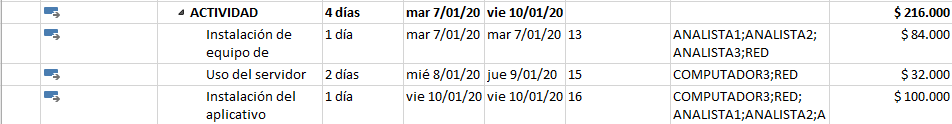 ACTIVIDAD 4 días mar 7/01/20 vie 10/01/20 $ 216.000
Instalación de equipo de 1 día mar 7/01/20 mar 7/01/20 13 ANALISTA1;ANALISTA2; ANALISTA3;RED $ 84.000
Uso del servidor 2 días mié 8/01/20 jue 9/01/20 15 COMPUTADOR3;RED $ 32.000
Instalación del aplicativo 1 día vie 10/01/20 vie 10/01/20 16 COMPUTADOR3;RED; ANALISTA1;ANALISTA2;A $ 100.000